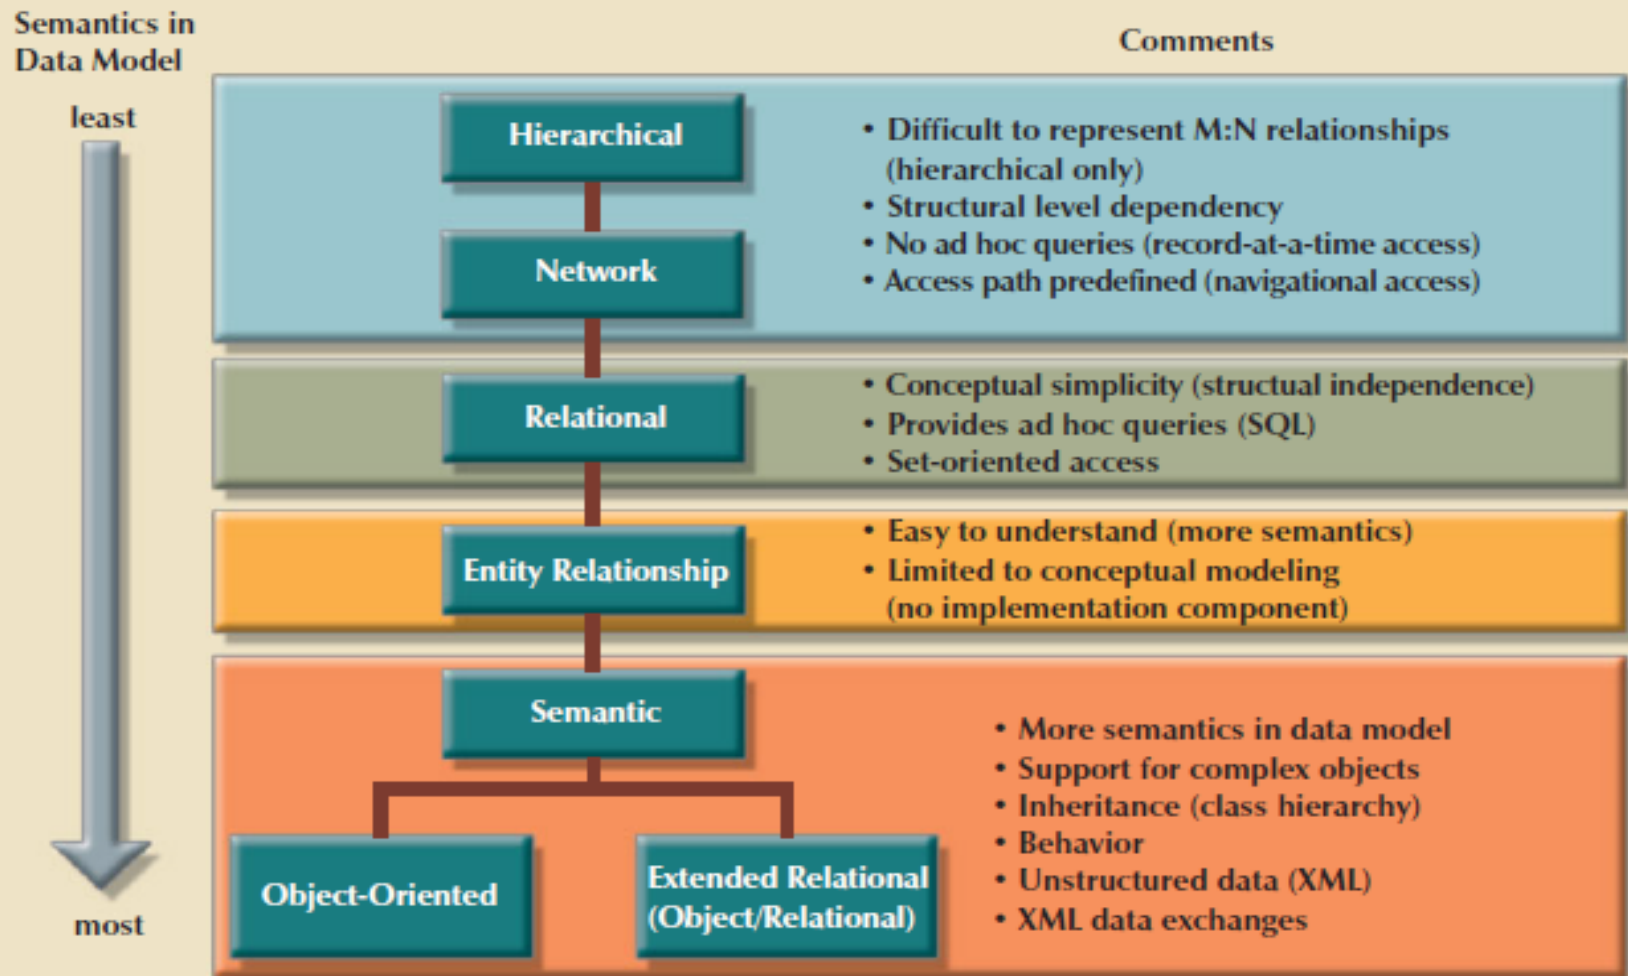 Semantics in
Data Model
Comments
least
Hierarchical
• Difficult to represent M:N relationships
(hierarchical only)
• Structural level dependency
Network
• No ad hoc queries (record-at-a-time access)
• Access path predefined (navigational access)
Relational
• Conceptual simplicity (structual independence)
• Provides ad hoc queries (SQL)
• Set-oriented access
Entity Relationship
• Easy to understand (more semantics)
• Limited to conceptual modeling
(no implementation component)
Semantic
• More semantics in data model
• Support for complex objects
• Inheritance (class hierarchy)
• Behavior
• Unstructured data (XML)
• XML data exchanges
Object-Oriented
Extended Relational
(Object/Relational)
most